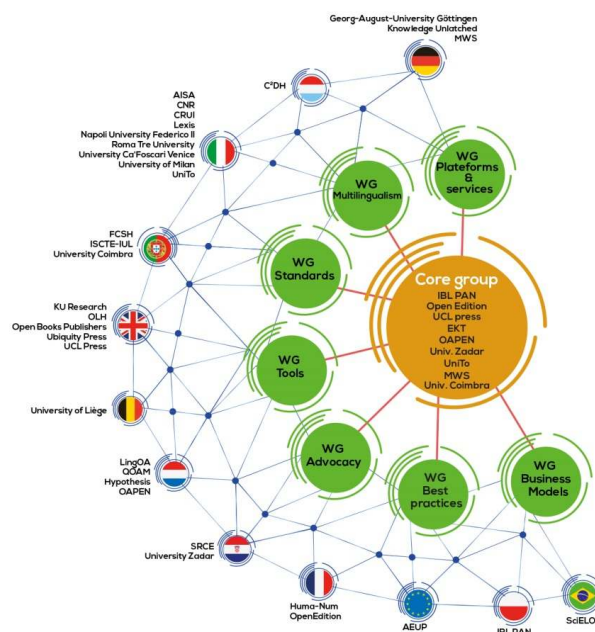 Georg-August-University Göttingen
Knowledge Unlatched
MWS
C²DH
AISA
CNR
CRUI
Lexis
Napoli University Federico II
Roma Tre University
University Ca'Foscari Venice
University of Milan
UniTo
WG
Plateforms
& services
WG
Multilingualism
FCSH
ISCTE-IUL
University Coimbra
WG
Standards
Core group
IBL PAN
Open Edition
UCL press
EKT
OAPEN
Univ. Zadar
UniTo
MWS
Univ. Coimbra
KU Research
OLH
Open Books Publishers
Ubiquity Press
UCL Press
WG
Tools
University of Liège
WG
Advocacy
LingOA
QOAM
Hypothesis
OAPEN
WG
Best
practices
WG
Business
Models
SRCE
University Zadar
Huma-Num
OpenEdition
AEUP
IBL PAN
SciELO